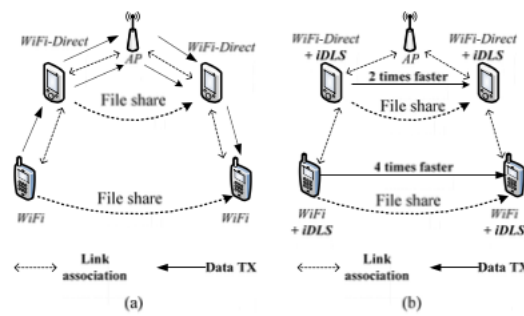 WiFi-Direct
AP
WiFi-Direct
File share
File share
WiFi
WiFi
Link
association
Data TX
(a)
WiFi-Direct
+ iDLS
AP
WiFi-Direct
+ iDLS
2 times faster
File share
4 times faster
File share
WiFi
+ iDLS
WiFi
+ iDLS
Link
association
Data TX
(b)